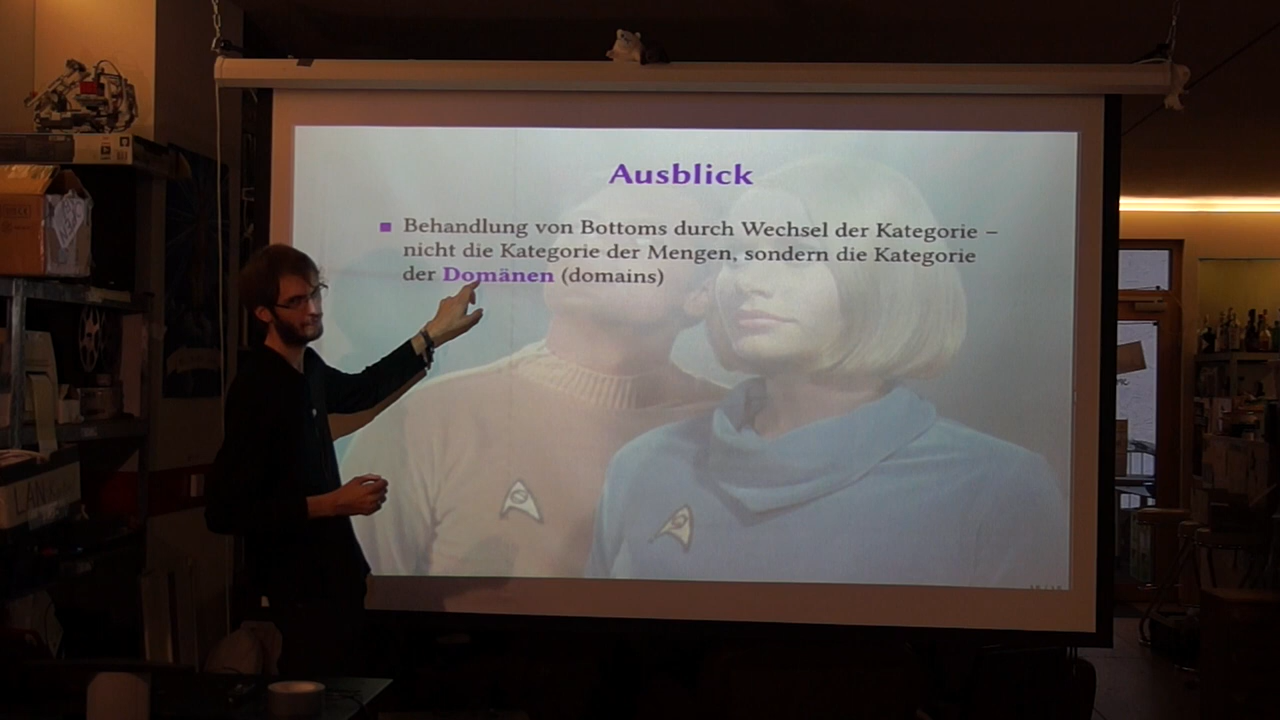 Ausblick
Behandlung von Bottoms durch Wechsel der Kategorie –
nicht die Kategorie der Mengen, sondern die Kategorie
der Domänen (domains)
LAN